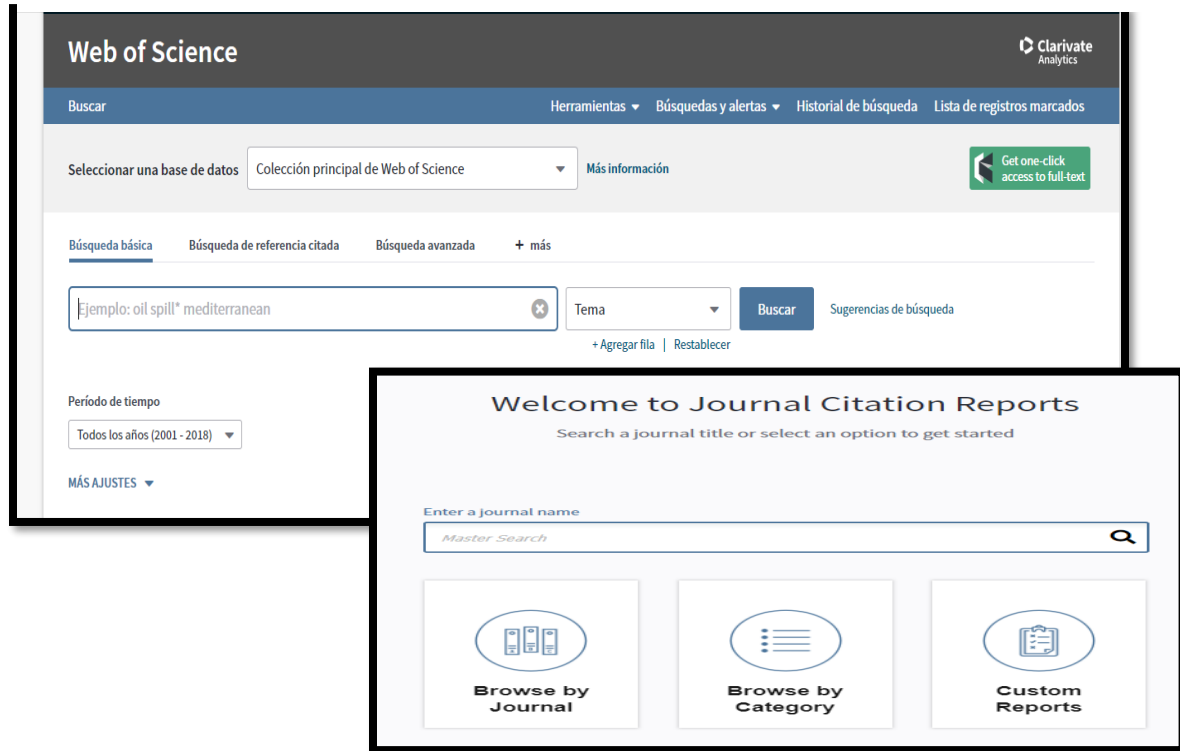 Web of Science
Clarivate
Analytics
Buscar
Herramientas
Búsquedas y alertas
Historial de búsqueda
Lista de registros marcados
Seleccionar una base de datos
Colección principal de Web of Science
Más información
Get one-click
access to full-text
Búsqueda básica
Búsqueda de referencia citada
Búsqueda avanzada
+ más
Ejemplo: oil spill* mediterranean
Tema
Buscar
Sugerencias de búsqueda
+ Agregar fila | Restablecer
Período de tiempo
Todos los años (2001 - 2018)
MÁS AJUSTES
Welcome to Journal Citation Reports
Search a journal title or select an option to get started
Enter a journal name
Master Search
Browse by
Journal
Browse by
Category
Custom
Reports